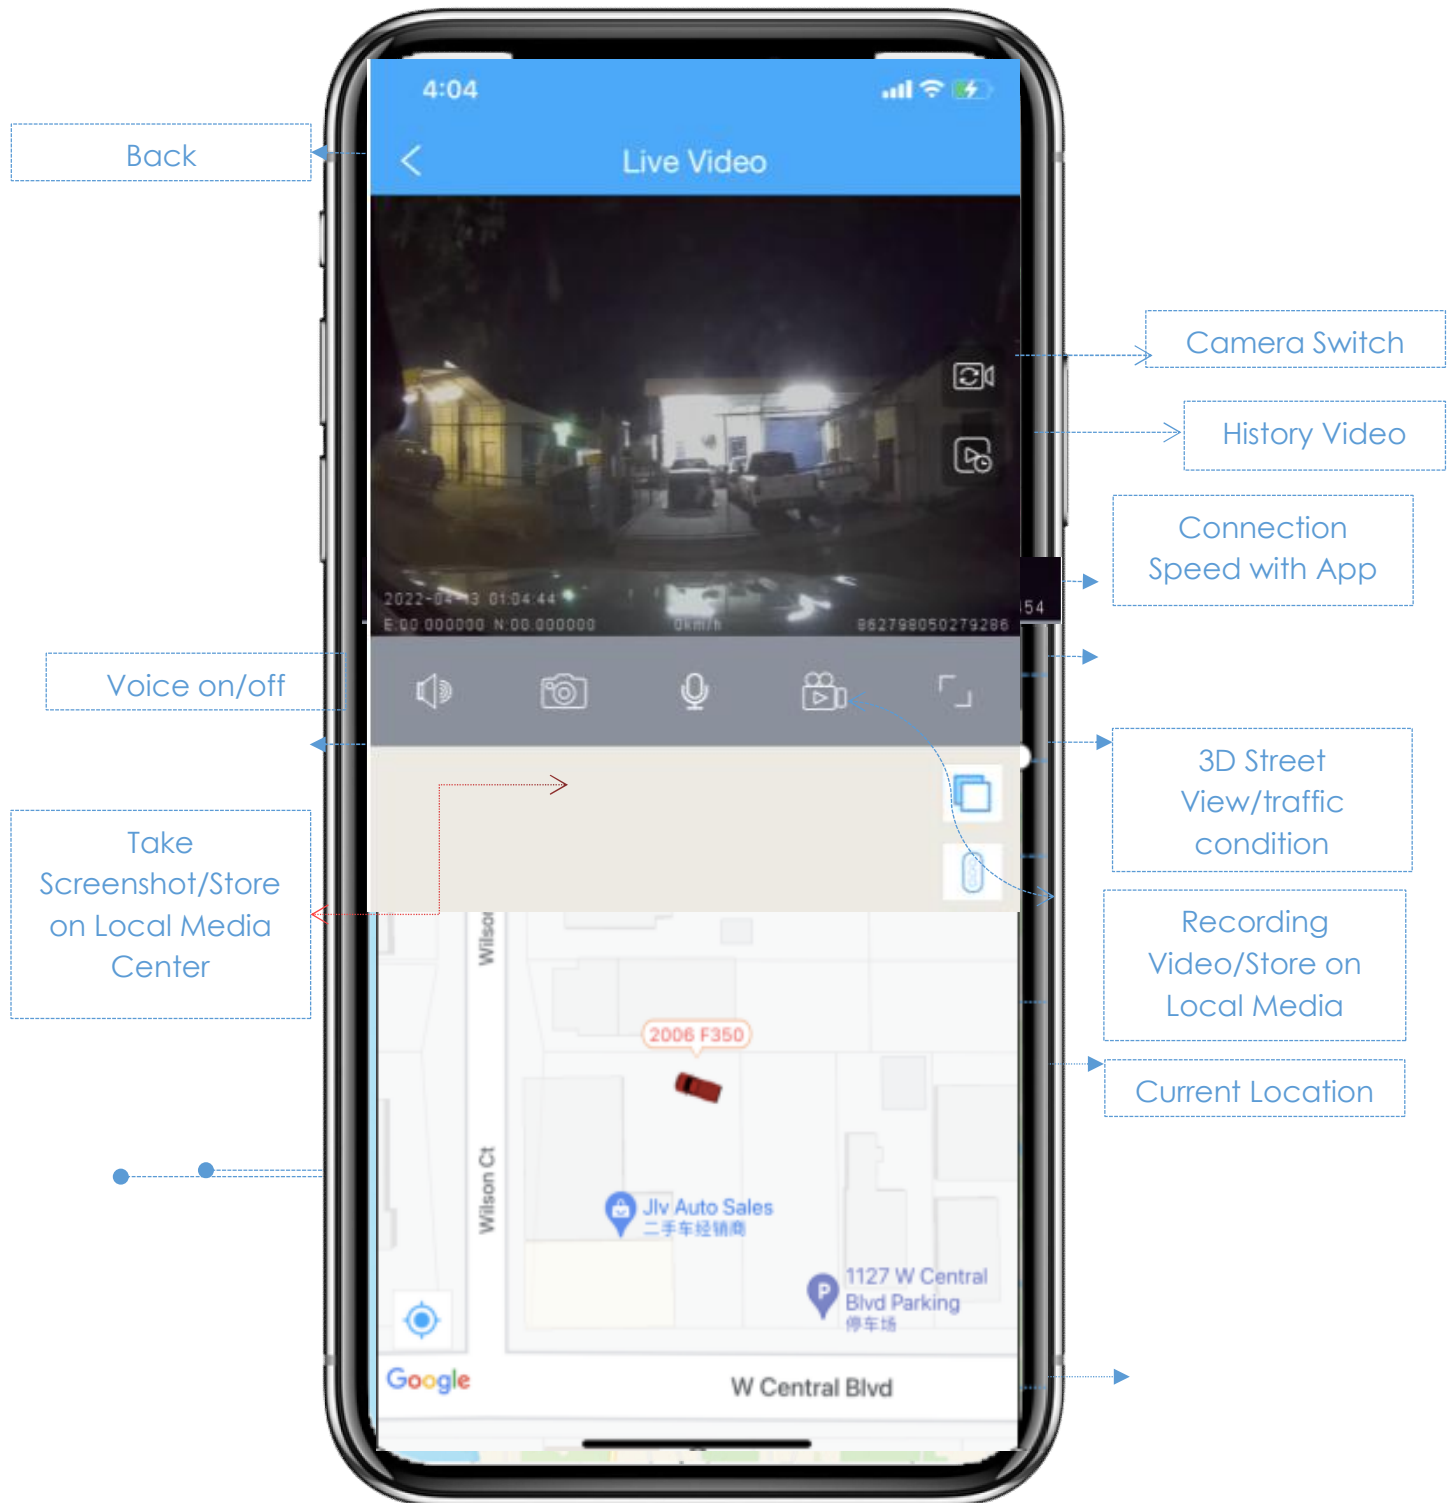 4:04
Back
Live Video
Camera Switch
History Video
Connection
Speed with App
2022-04-13 01:04:44
54
E:00.000000 N:00.000000 0km/h 862798050279286
Voice on/off
3D Street
View/traffic
condition
Take
Screenshot/Store
on Local Media
Center
Recording
Video/Store on
Local Media
Wilson
2006 F350
Current Location
Wilson Ct
Jlv Auto Sales
二手车经销商
P
1127 W Central
Blvd Parking
停车场
Google
W Central Blvd